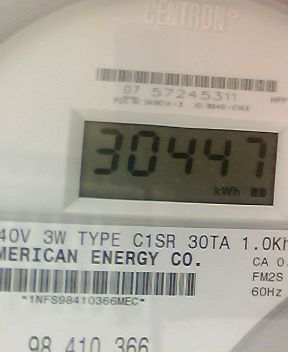 CENTRON®
07 57245311
30447
kWh
40V 3W TYPE C1SR 30TA 1.0Kh
MERICAN ENERGY CO.
CA 0
FM2S
60Hz
*1NFS98410366MEC*
98 410 366